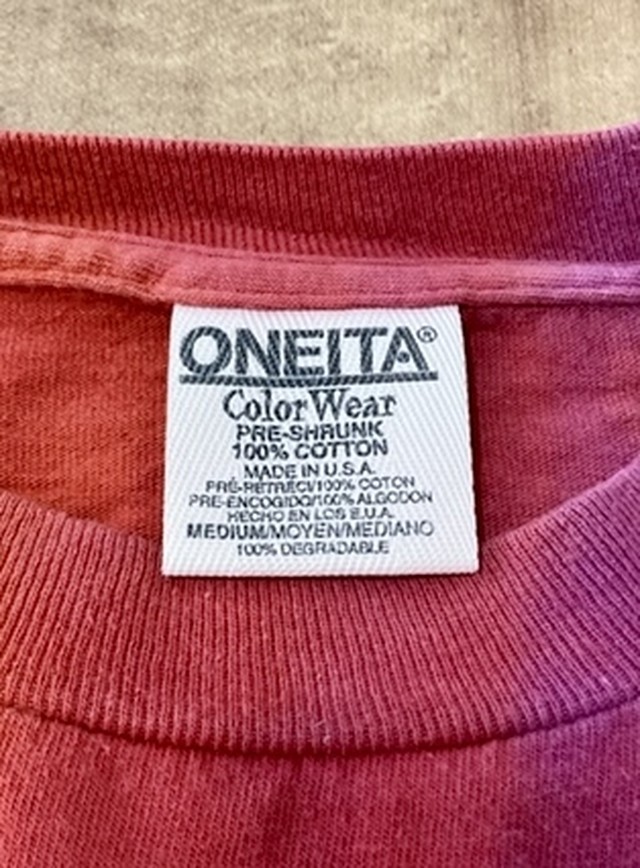 ONEITA®
Color Wear
PRE-SHRUNK
100% COTTON
MADE IN U.S.A.
PRÉ-RÉTRÉCI/100% COTON
PRE-ENCOGIDO/100% ALGODON
HECHO EN LOS E.U.A.
MEDIUM/MOYEN/MEDIANO
100% DEGRADABLE